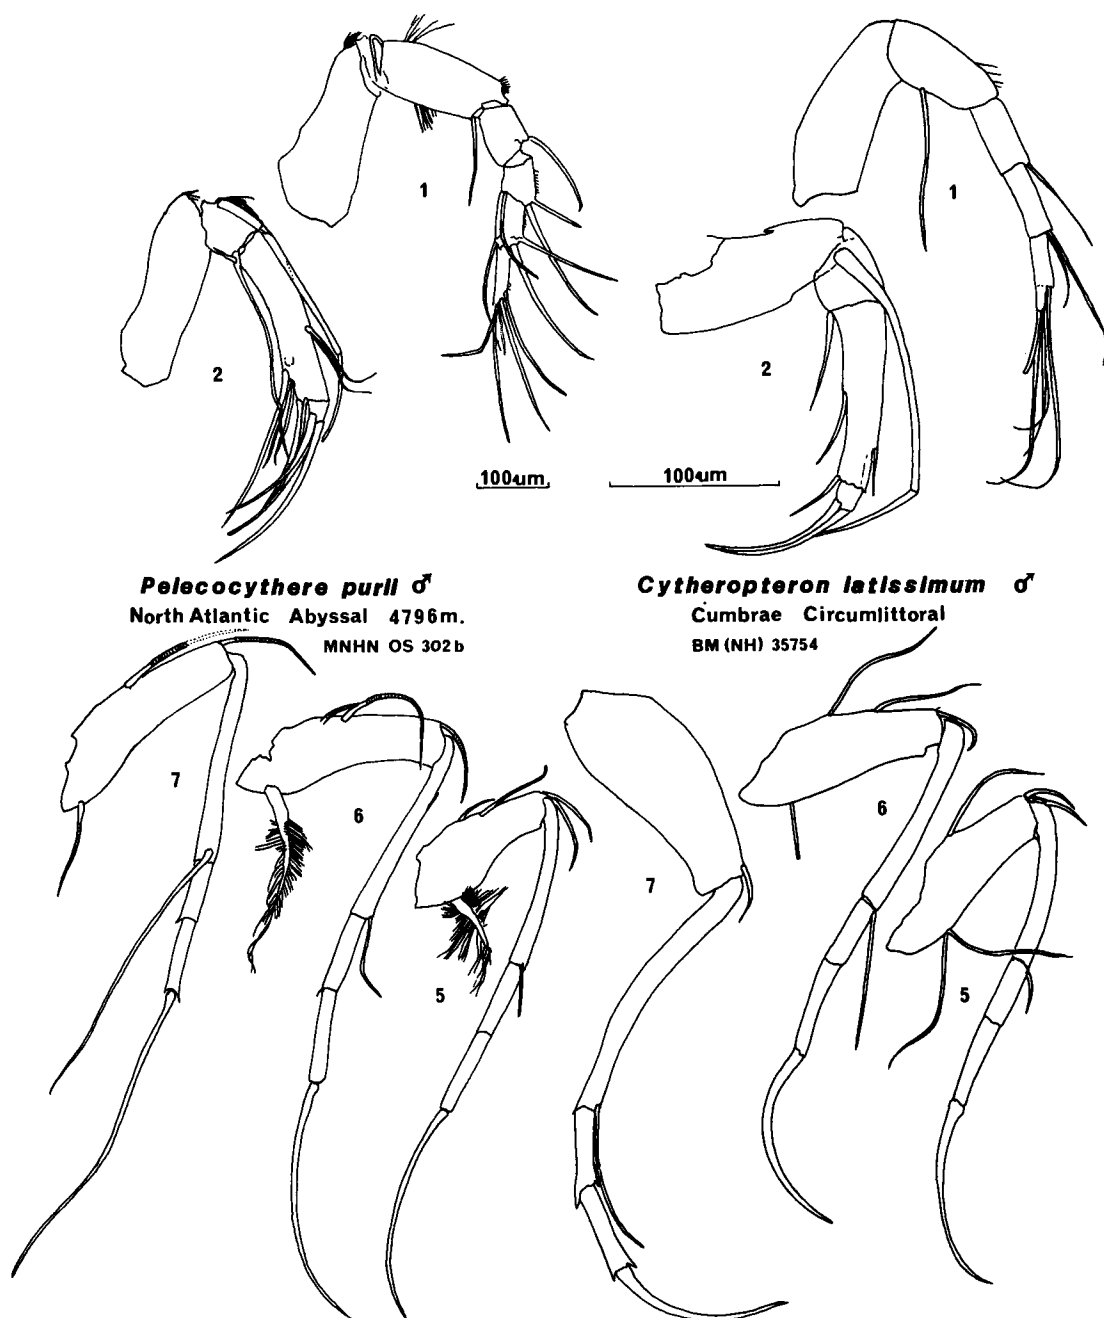 1
1
2
2
100um
100um
Pelecocythere purii ♂
North Atlantic Abyssal 4796m.
MNHN OS 302b
Cytheropteron latissimum ♂
Cumbrae Circumlittoral
BM (NH) 35754
7
6
5
7
6
5